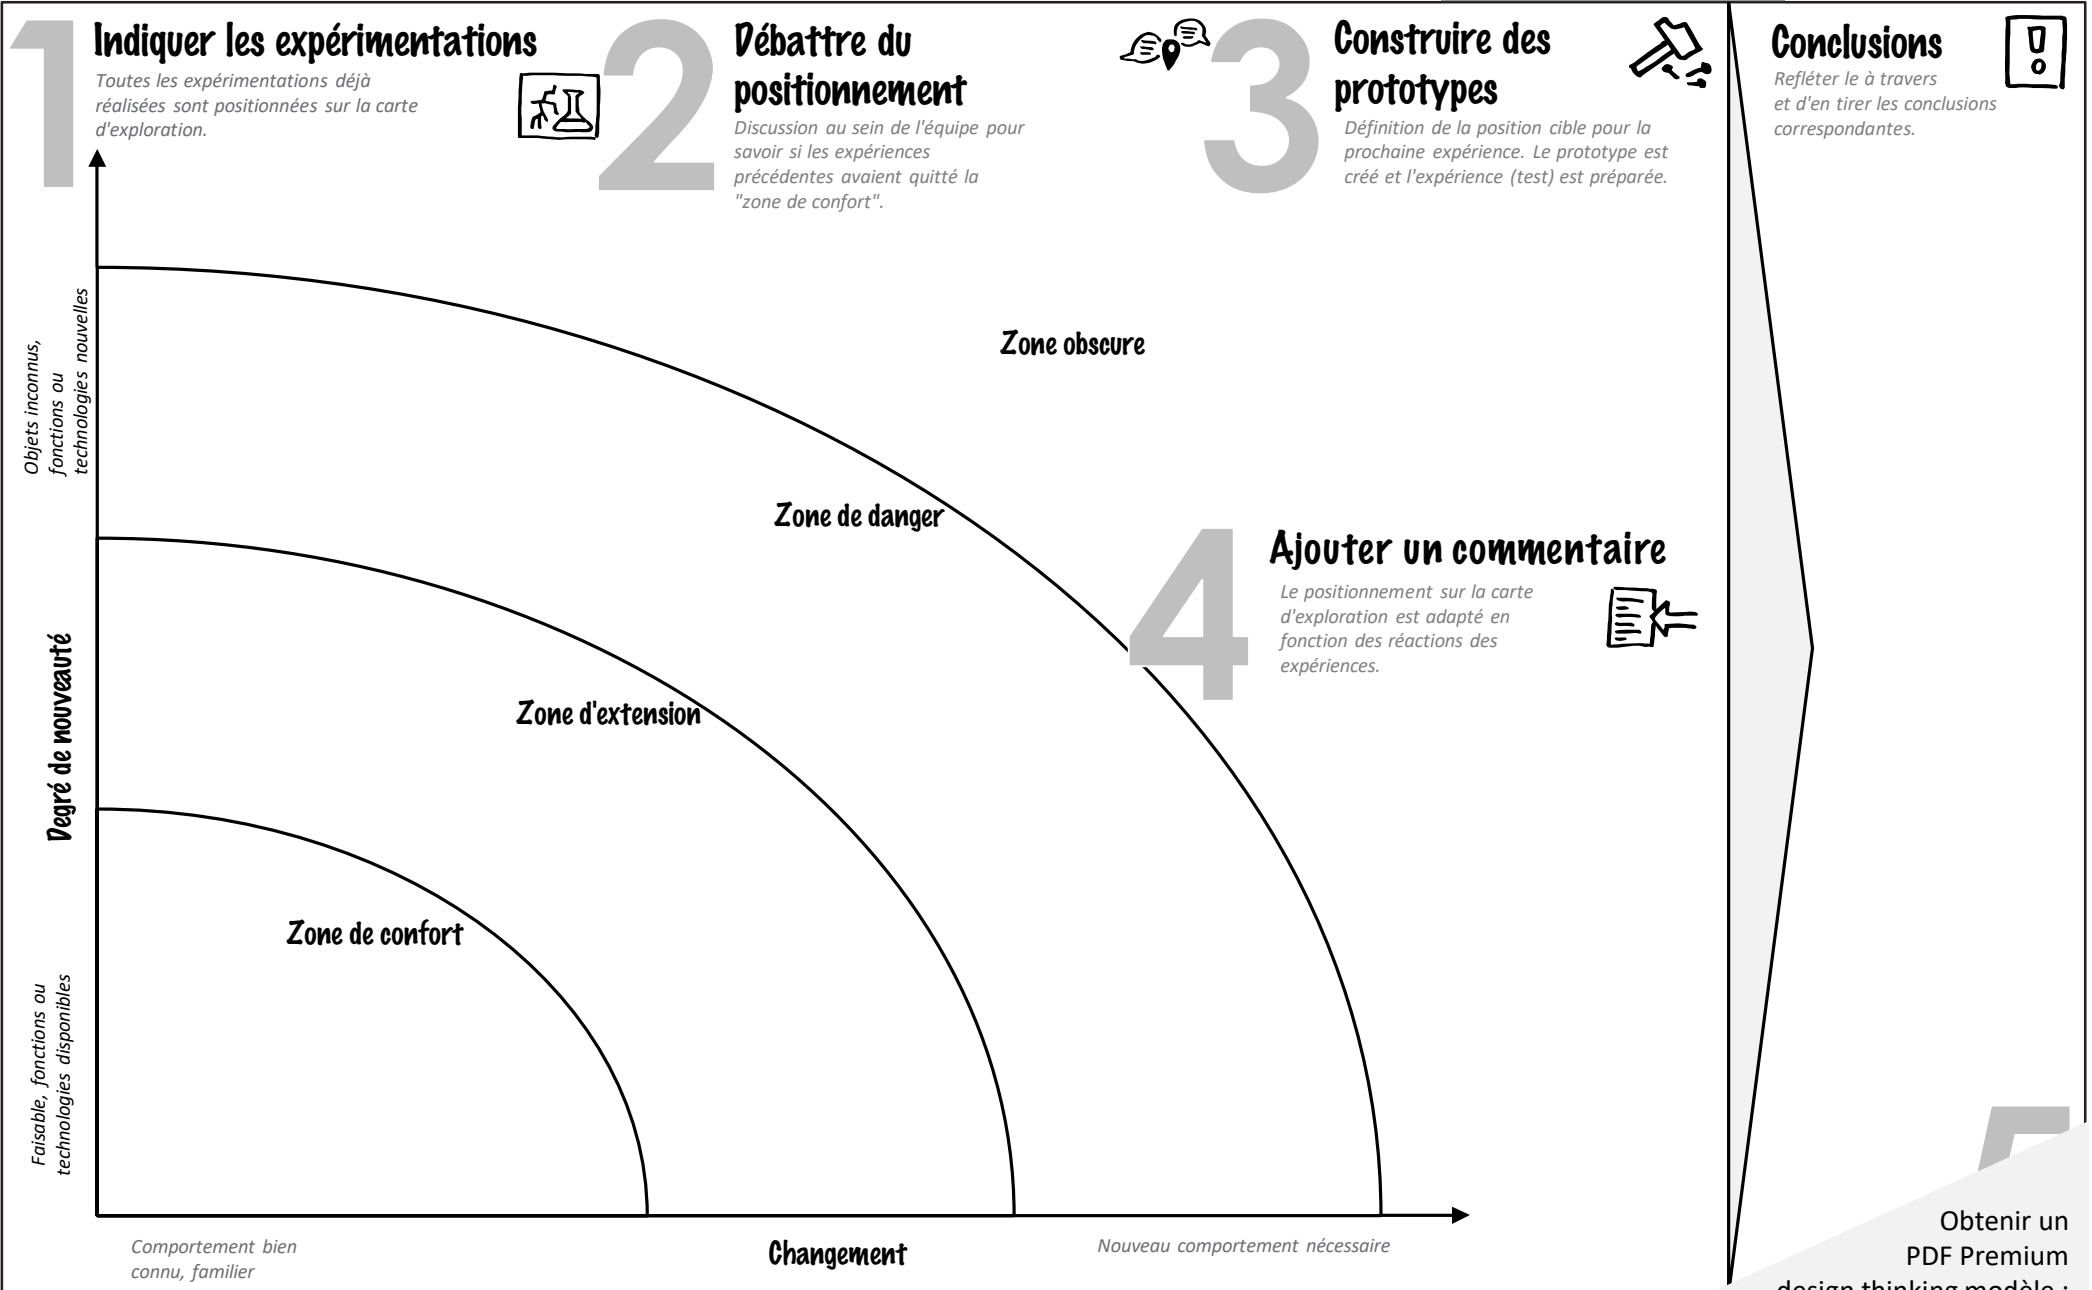 1
Indiquer les expérimentations
Toutes les expérimentations déjà
réalisées sont positionnées sur la carte
d'exploration.
2
Débattre du
positionnement
Discussion au sein de l'équipe pour
savoir si les expériences
précédentes avaient quitté la
"zone de confort".
3
Construire des
prototypes
Définition de la position cible pour la
prochaine expérience. Le prototype est
créé et l'expérience (test) est préparée.
Conclusions
Refléter le à travers
et d'en tirer les conclusions
correspondantes.
Objets inconnus,
fonctions ou
technologies nouvelles
Zone obscure
Zone de danger
4
Ajouter un commentaire
Le positionnement sur la carte
d'exploration est adapté en
fonction des réactions des
expériences.
Degré de nouveauté
Zone d'extension
Zone de confort
Faisable, fonctions ou
technologies disponibles
Comportement bien
connu, familier
Changement
Nouveau comportement nécessaire
5
Obtenir un
PDF Premium
design thinking modèle :